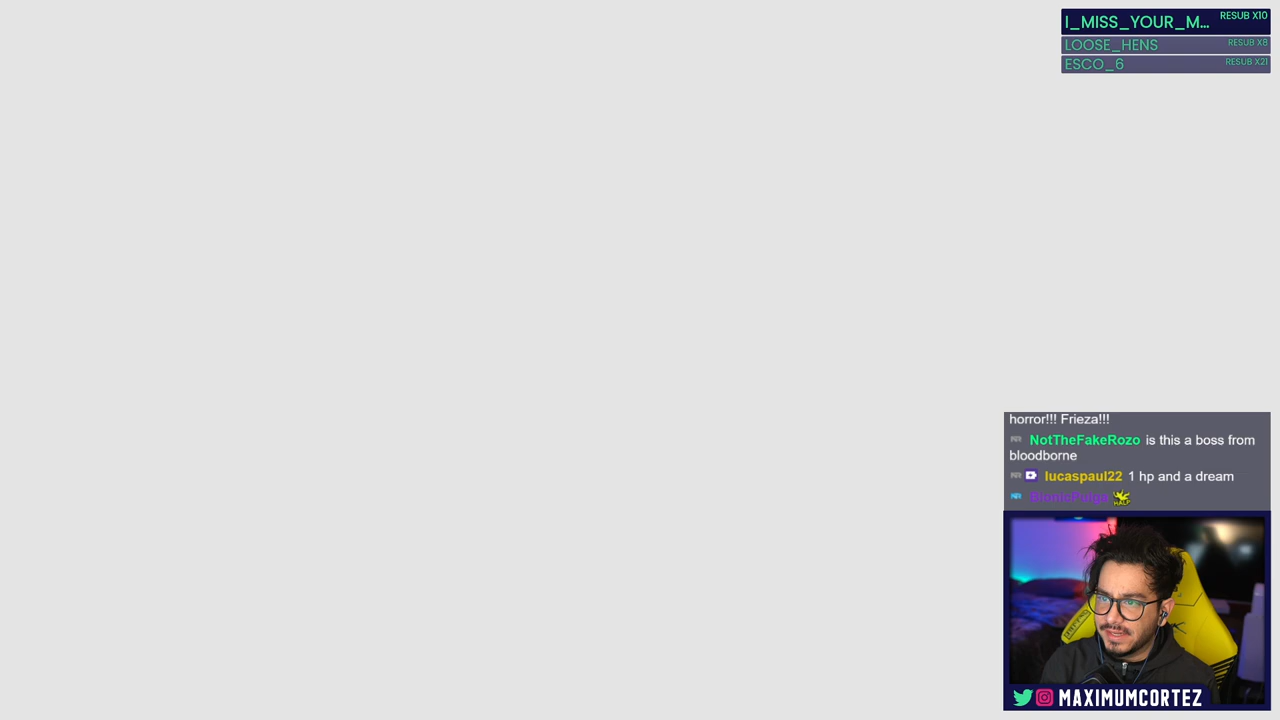 I_MISS_YOUR_M... RESUB X10
LOOSE_HENS RESUB X8
ESCO_6 RESUB X21
horror!!! Frieza!!!
NotTheFakeRozo is this a boss from
bloodborne
lucaspaul22 1 hp and a dream
HALP
MAXIMUMCORTEZ